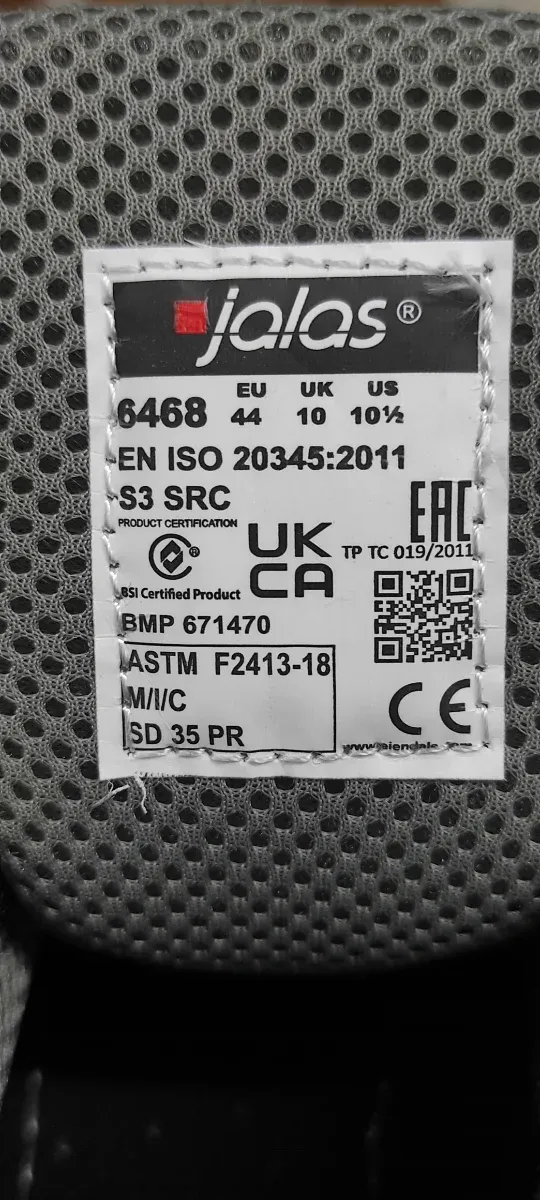 jalas®
EU UK US
6468 44 10 10½
EN ISO 20345:2011
S3 SRC
PRODUCT CERTIFICATION
EAC
UK
CA
TP TC 019/2011
BSI Certified Product
BMP 671470
ASTM F2413-18
M/I/C
SD 35 PR
CE